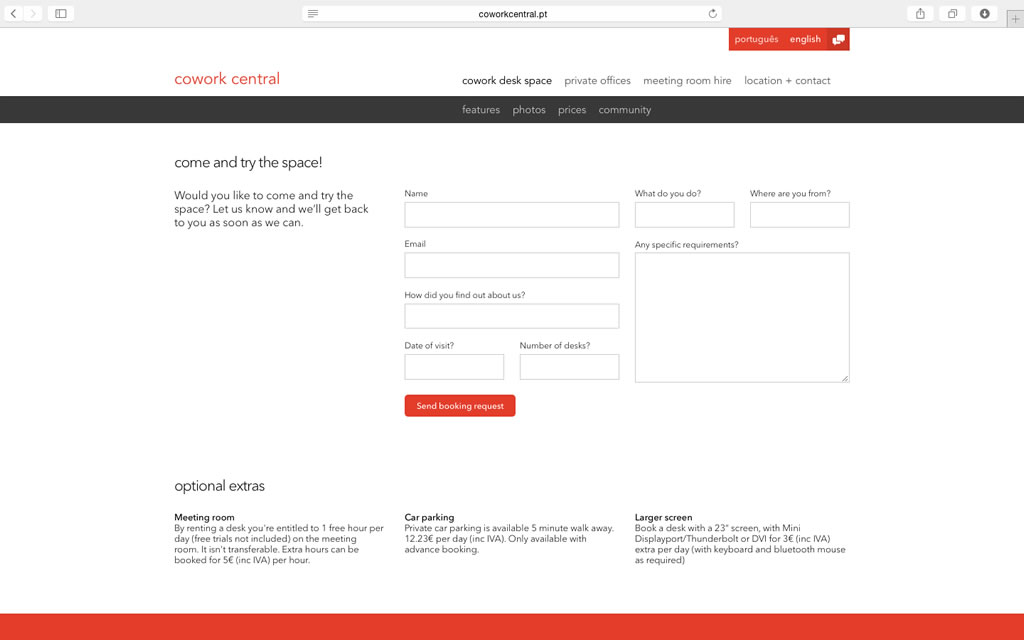 coworkcentral.pt
português english
cowork central
cowork desk space private offices meeting room hire location + contact
features photos prices community
come and try the space!
Would you like to come and try the
space? Let us know and we'll get back
to you as soon as we can.
Name
Email
How did you find out about us?
Date of visit? Number of desks?
Send booking request
What do you do? Where are you from?
Any specific requirements?
optional extras
Meeting room
By renting a desk you're entitled to 1 free hour per
day (free trials not included) on the meeting
room. It isn't transferable. Extra hours can be
booked for 5€ (inc IVA) per hour.
Car parking
Private car parking is available 5 minute walk away.
12.23€ per day (inc IVA). Only available with
advance booking.
Larger screen
Book a desk with a 23" screen, with Mini
Displayport/Thunderbolt or DVI for 3€ (inc IVA)
extra per day (with keyboard and bluetooth mouse
as required)